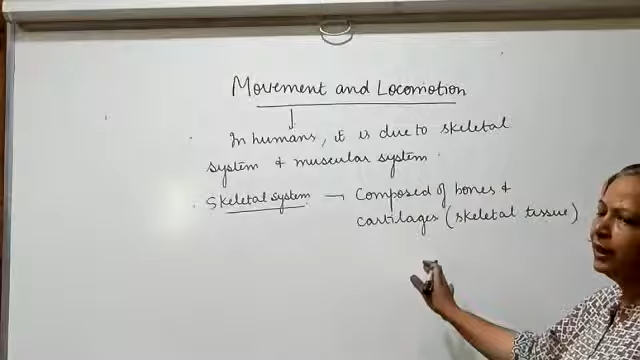 Movement and Locomotion
↓
In humans, it is due to skeletal
system & muscular system.
Skeletal system → Composed of bones &
cartilages (skeletal tissue)